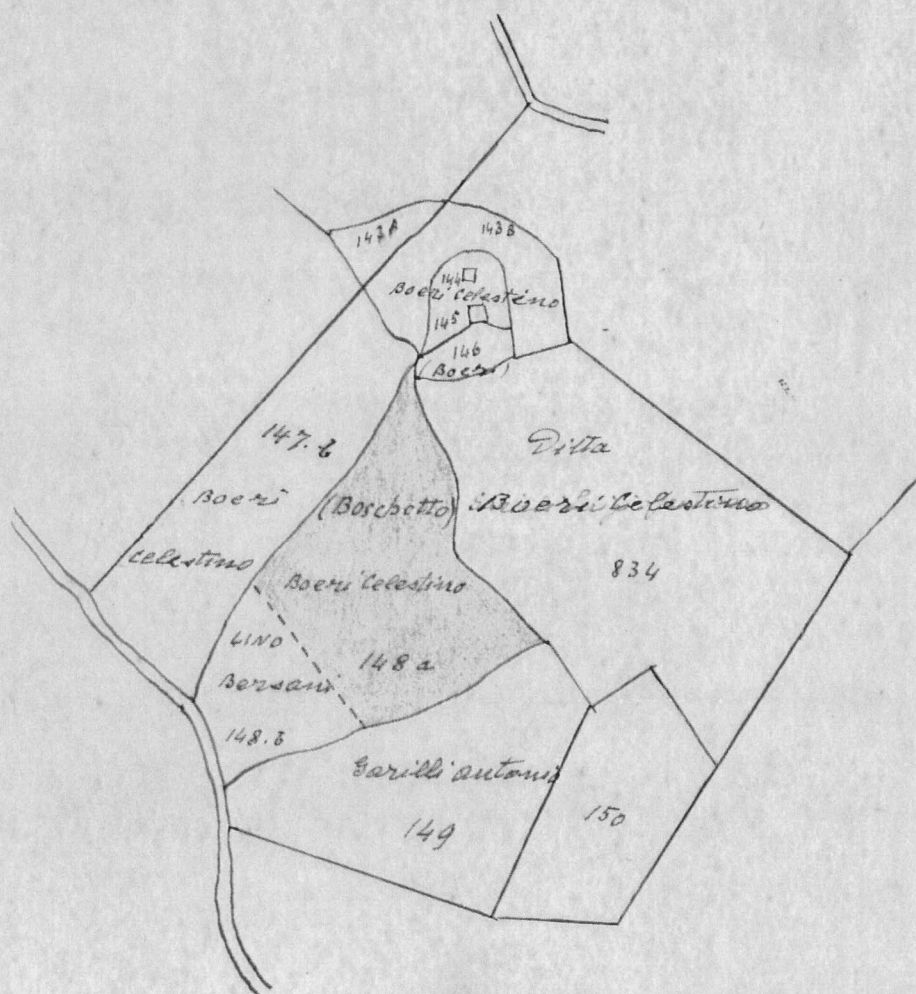 143A
143B
144
Boeri Celestino
145
146
(Boeri)
147.b
Boeri
Celestino
Ditta
Boeri Celestino
834
(Boschetto)
Boeri Celestino
148a
LINO
Bersani
148.b
Garilli Antonio
149
150